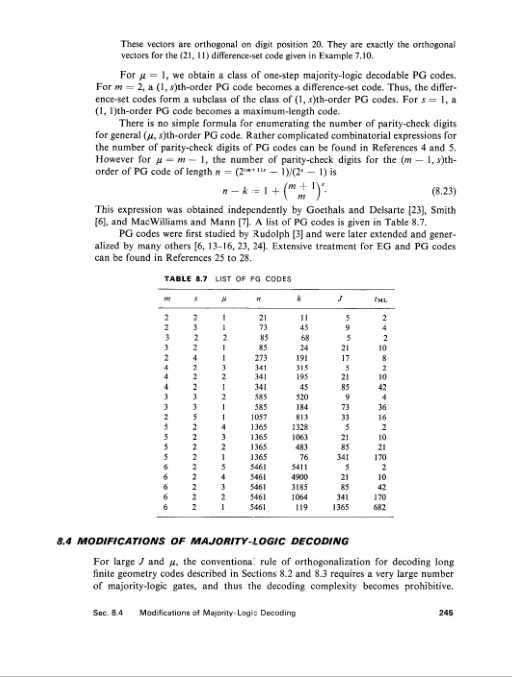 These vectors are orthogonal on digit position 20. They are exactly the orthogonal
vectors for the (21, 11) difference-set code given in Example 7.10.
For μ = 1, we obtain a class of one-step majority-logic decodable PG codes.
For m = 2, a (1, s)th-order PG code becomes a difference-set code. Thus, the differ-
ence-set codes form a subclass of the class of (1, s)th-order PG codes. For s = 1, a
(1, 1)th-order PG code becomes a maximum-length code.
There is no simple formula for enumerating the number of parity-check digits
for general (μ, s)th-order PG code. Rather complicated combinatorial expressions for
the number of parity-check digits of PG codes can be found in References 4 and 5.
However for μ = m − 1, the number of parity-check digits for the (m − 1, s)th-
order of PG code of length n = (2^(m+1)s − 1)/(2^s − 1) is
n − k = 1 + (m + 1 m)^s. (8.23)
This expression was obtained independently by Goethals and Delsarte [23], Smith
[6], and MacWilliams and Mann [7]. A list of PG codes is given in Table 8.7.
PG codes were first studied by Rudolph [3] and were later extended and gener-
alized by many others [6, 13–16, 23, 24]. Extensive treatment for EG and PG codes
can be found in References 25 to 28.
TABLE 8.7 LIST OF PG CODES
m s μ n k J t_ML
2 2 1 21 11 5 2
2 3 1 73 45 9 4
3 2 2 85 68 5 2
3 2 1 85 24 21 10
2 4 1 273 191 17 8
4 2 3 341 315 5 2
4 2 2 341 195 21 10
4 2 1 341 45 85 42
3 3 2 585 520 9 4
3 3 1 585 184 73 36
2 5 1 1057 813 33 16
5 2 4 1365 1328 5 2
5 2 3 1365 1063 21 10
5 2 2 1365 483 85 21
5 2 1 1365 76 341 170
6 2 5 5461 5411 5 2
6 2 4 5461 4900 21 10
6 2 3 5461 3185 85 42
6 2 2 5461 1064 341 170
6 2 1 5461 119 1365 682
8.4 MODIFICATIONS OF MAJORITY-LOGIC DECODING
For large J and μ, the conventional rule of orthogonalization for decoding long
finite geometry codes described in Sections 8.2 and 8.3 requires a very large number
of majority-logic gates, and thus the decoding complexity becomes prohibitive.
Sec. 8.4 Modifications of Majority-Logic Decoding 245